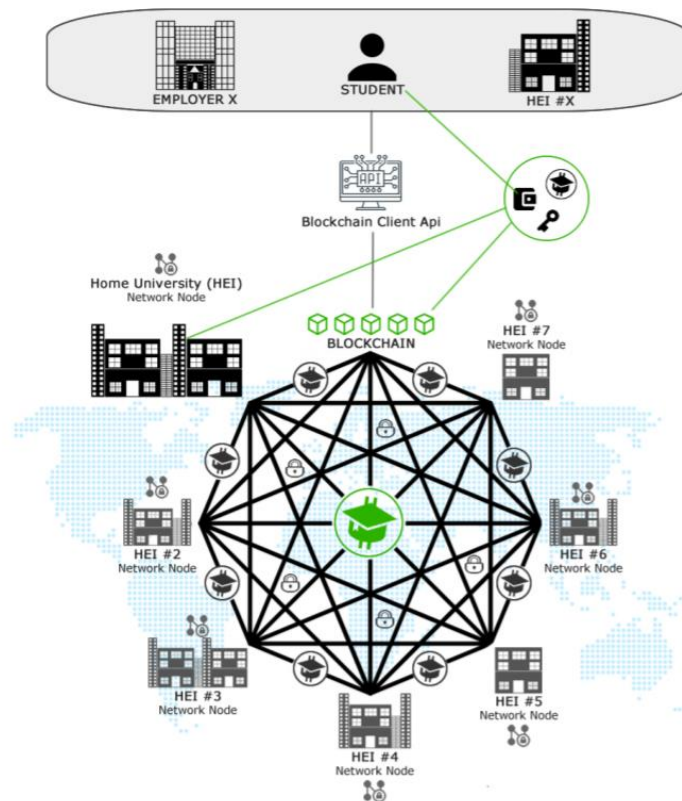 EMPLOYER X
STUDENT
HEI #X
API
Blockchain Client Api
Home University (HEI)
Network Node
BLOCKCHAIN
HEI #7
Network Node
HEI #2
Network Node
HEI #6
Network Node
HEI #3
Network Node
HEI #5
Network Node
HEI #4
Network Node